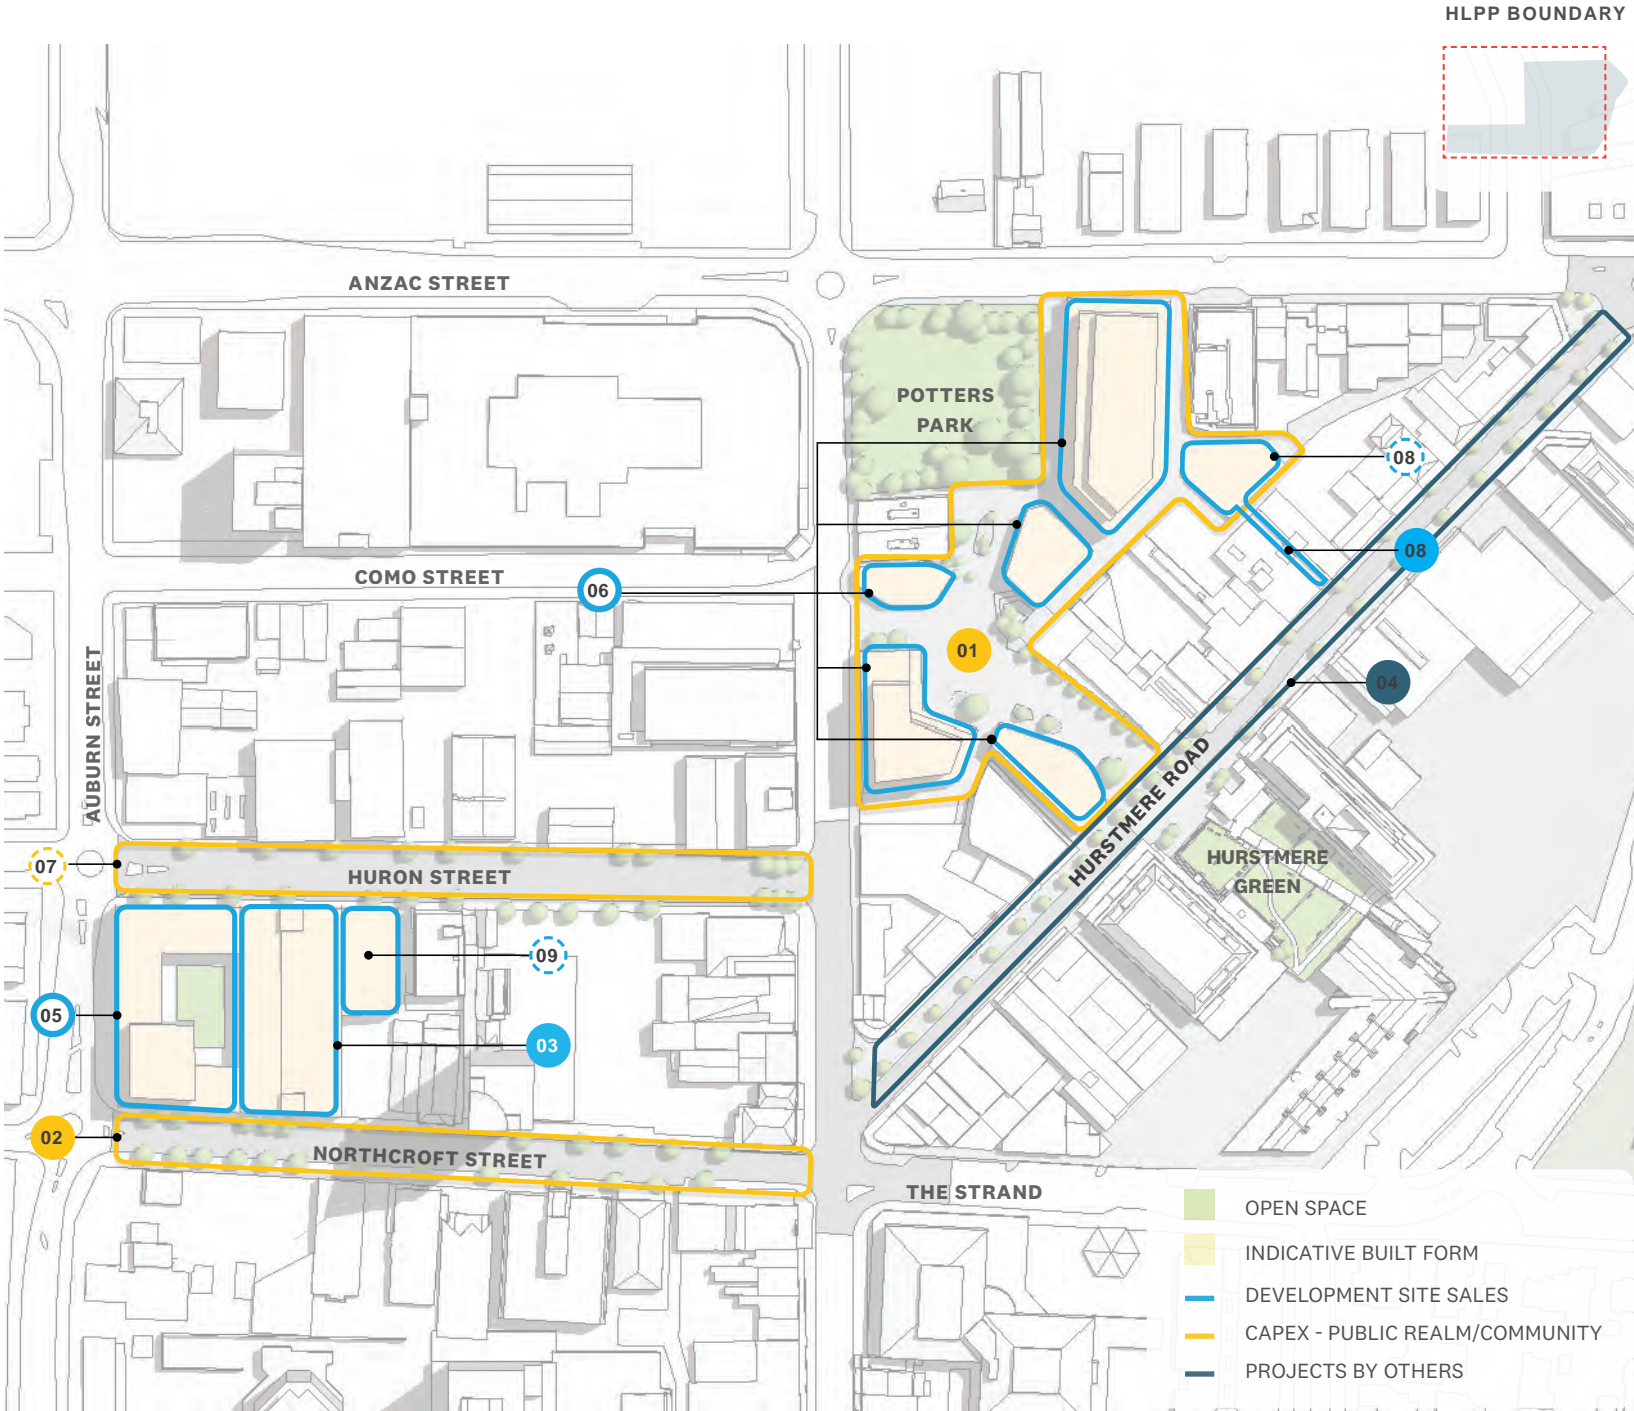 HLPP BOUNDARY
ANZAC STREET
POTTERS
PARK
08
08
COMO STREET
06
01
04
AUBURN STREET
HURSTMERE ROAD
07
HURON STREET
HURSTMERE
GREEN
09
05
03
02
NORTHCROFT STREET
THE STRAND
OPEN SPACE
INDICATIVE BUILT FORM
DEVELOPMENT SITE SALES
CAPEX - PUBLIC REALM/COMMUNITY
PROJECTS BY OTHERS